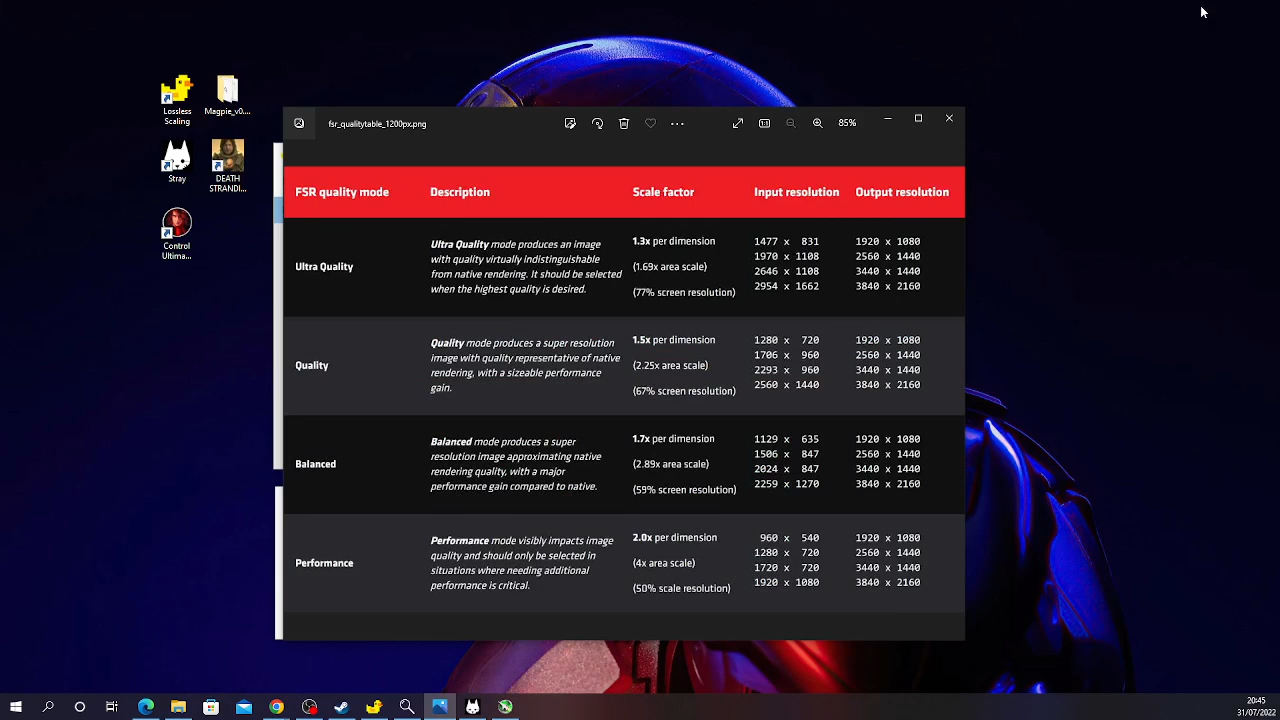 Lossless
Scaling
Magpie_v0....
Stray
DEATH
STRANDI...
Control
Ultima...
fsr_qualitytable_1200px.png
85%
FSR quality mode Description Scale factor Input resolution Output resolution
Ultra Quality
Ultra Quality mode produces an image
with quality virtually indistinguishable
from native rendering. It should be selected
when the highest quality is desired.
1.3x per dimension
(1.69x area scale)
(77% screen resolution)
1477 x 831 1920 x 1080
1970 x 1108 2560 x 1440
2646 x 1108 3440 x 1440
2954 x 1662 3840 x 2160
Quality
Quality mode produces a super resolution
image with quality representative of native
rendering, with a sizeable performance
gain.
1.5x per dimension
(2.25x area scale)
(67% screen resolution)
1280 x 720 1920 x 1080
1706 x 960 2560 x 1440
2293 x 960 3440 x 1440
2560 x 1440 3840 x 2160
Balanced
Balanced mode produces a super
resolution image approximating native
rendering quality, with a major
performance gain compared to native.
1.7x per dimension
(2.89x area scale)
(59% screen resolution)
1129 x 635 1920 x 1080
1506 x 847 2560 x 1440
2024 x 847 3440 x 1440
2259 x 1270 3840 x 2160
Performance
Performance mode visibly impacts image
quality and should only be selected in
situations where needing additional
performance is critical.
2.0x per dimension
(4x area scale)
(50% scale resolution)
960 x 540 1920 x 1080
1280 x 720 2560 x 1440
1720 x 720 3440 x 1440
1920 x 1080 3840 x 2160
20:45
31/07/2022